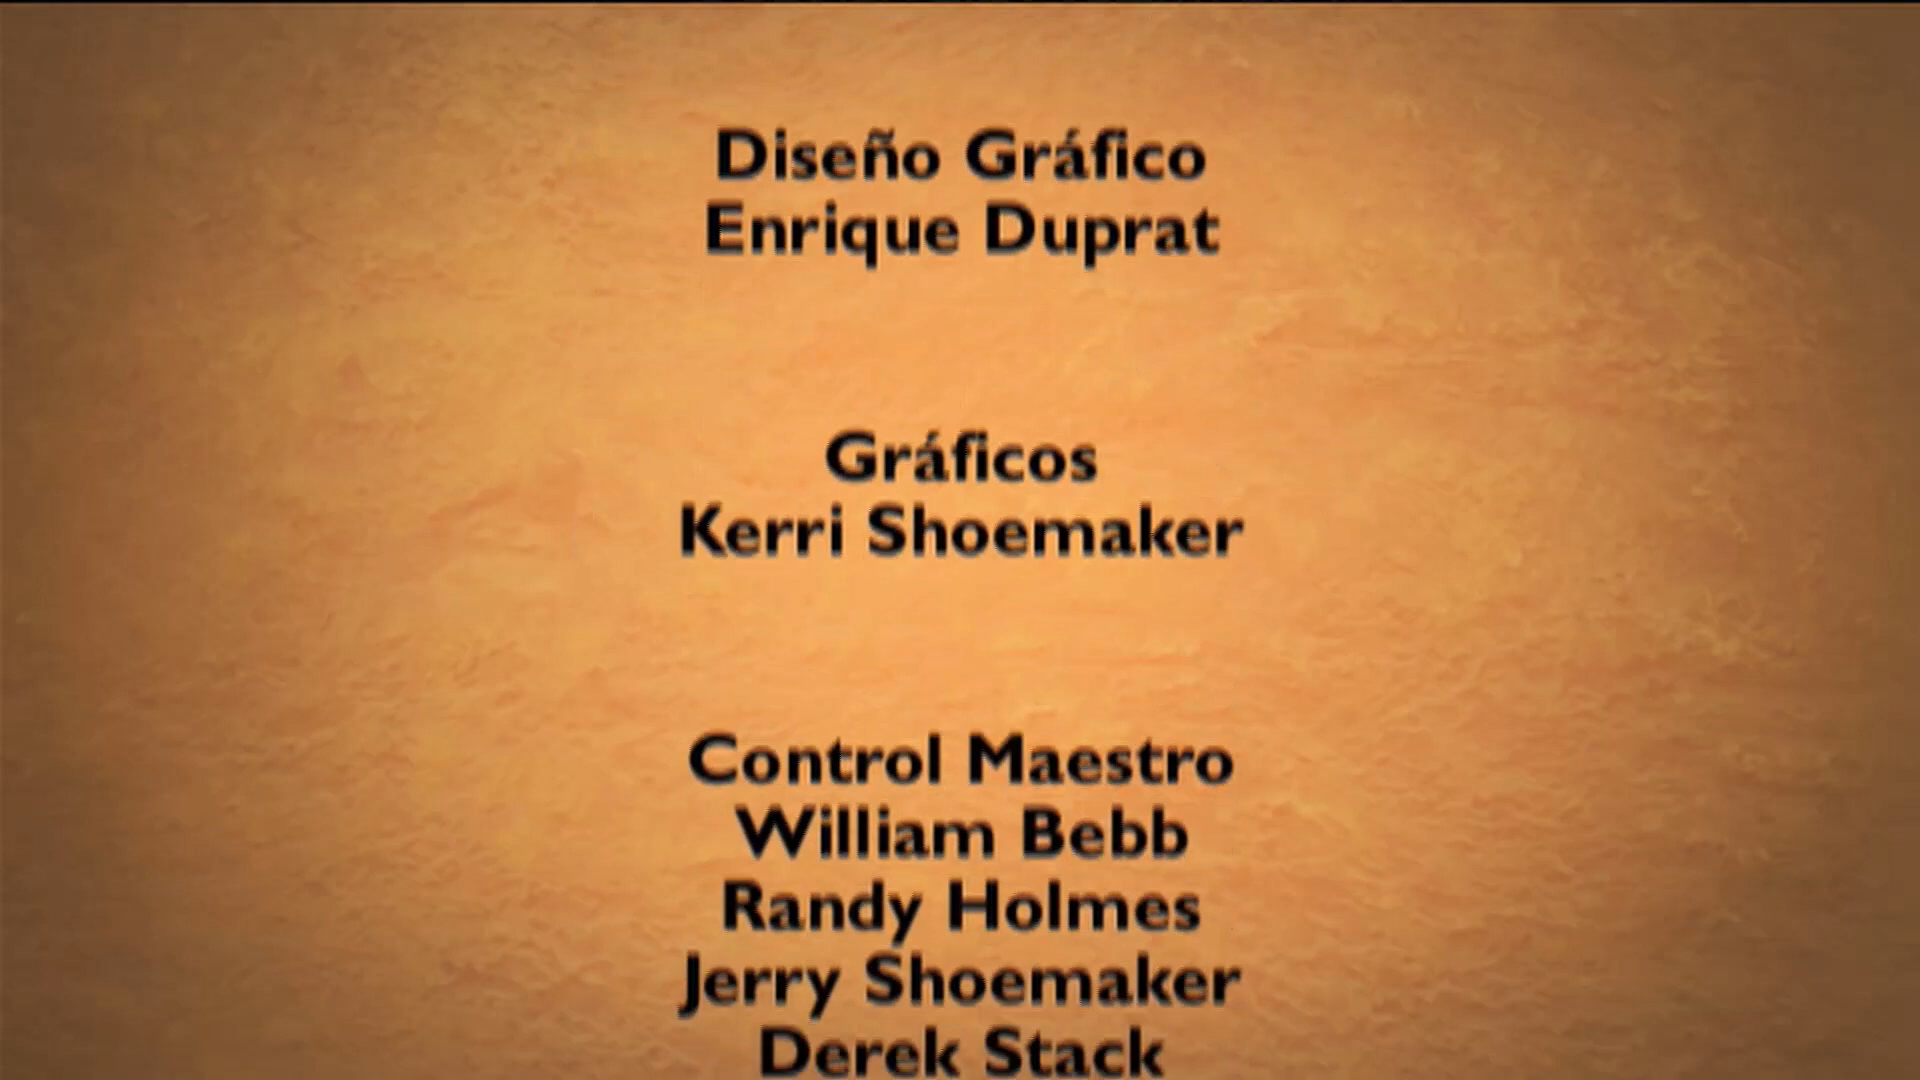 Diseño Gráfico
Enrique Duprat
Gráficos
Kerri Shoemaker
Control Maestro
William Bebb
Randy Holmes
Jerry Shoemaker
Derek Stack